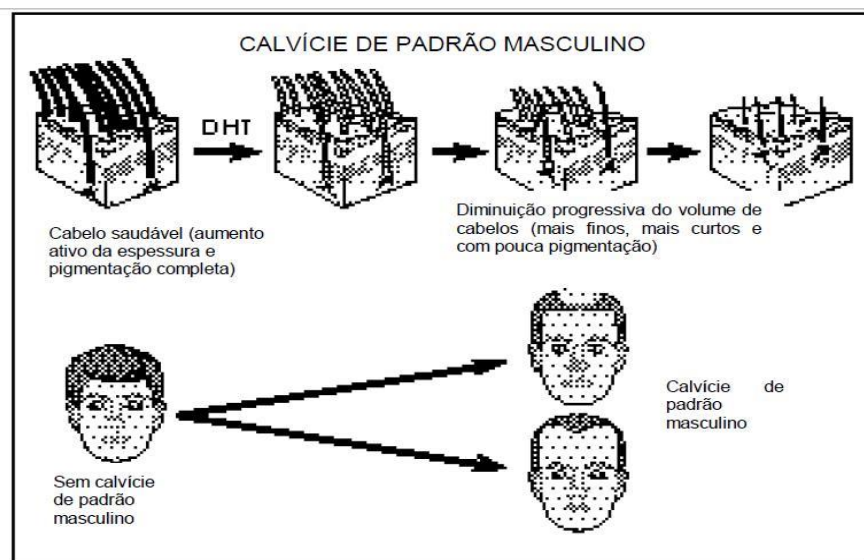 CALVÍCIE DE PADRÃO MASCULINO
DHT
Cabelo saudável (aumento
ativo da espessura e
pigmentação completa)
Diminuição progressiva do volume de
cabelos (mais finos, mais curtos e
com pouca pigmentação)
Sem calvície
de padrão
masculino
Calvície de
padrão
masculino